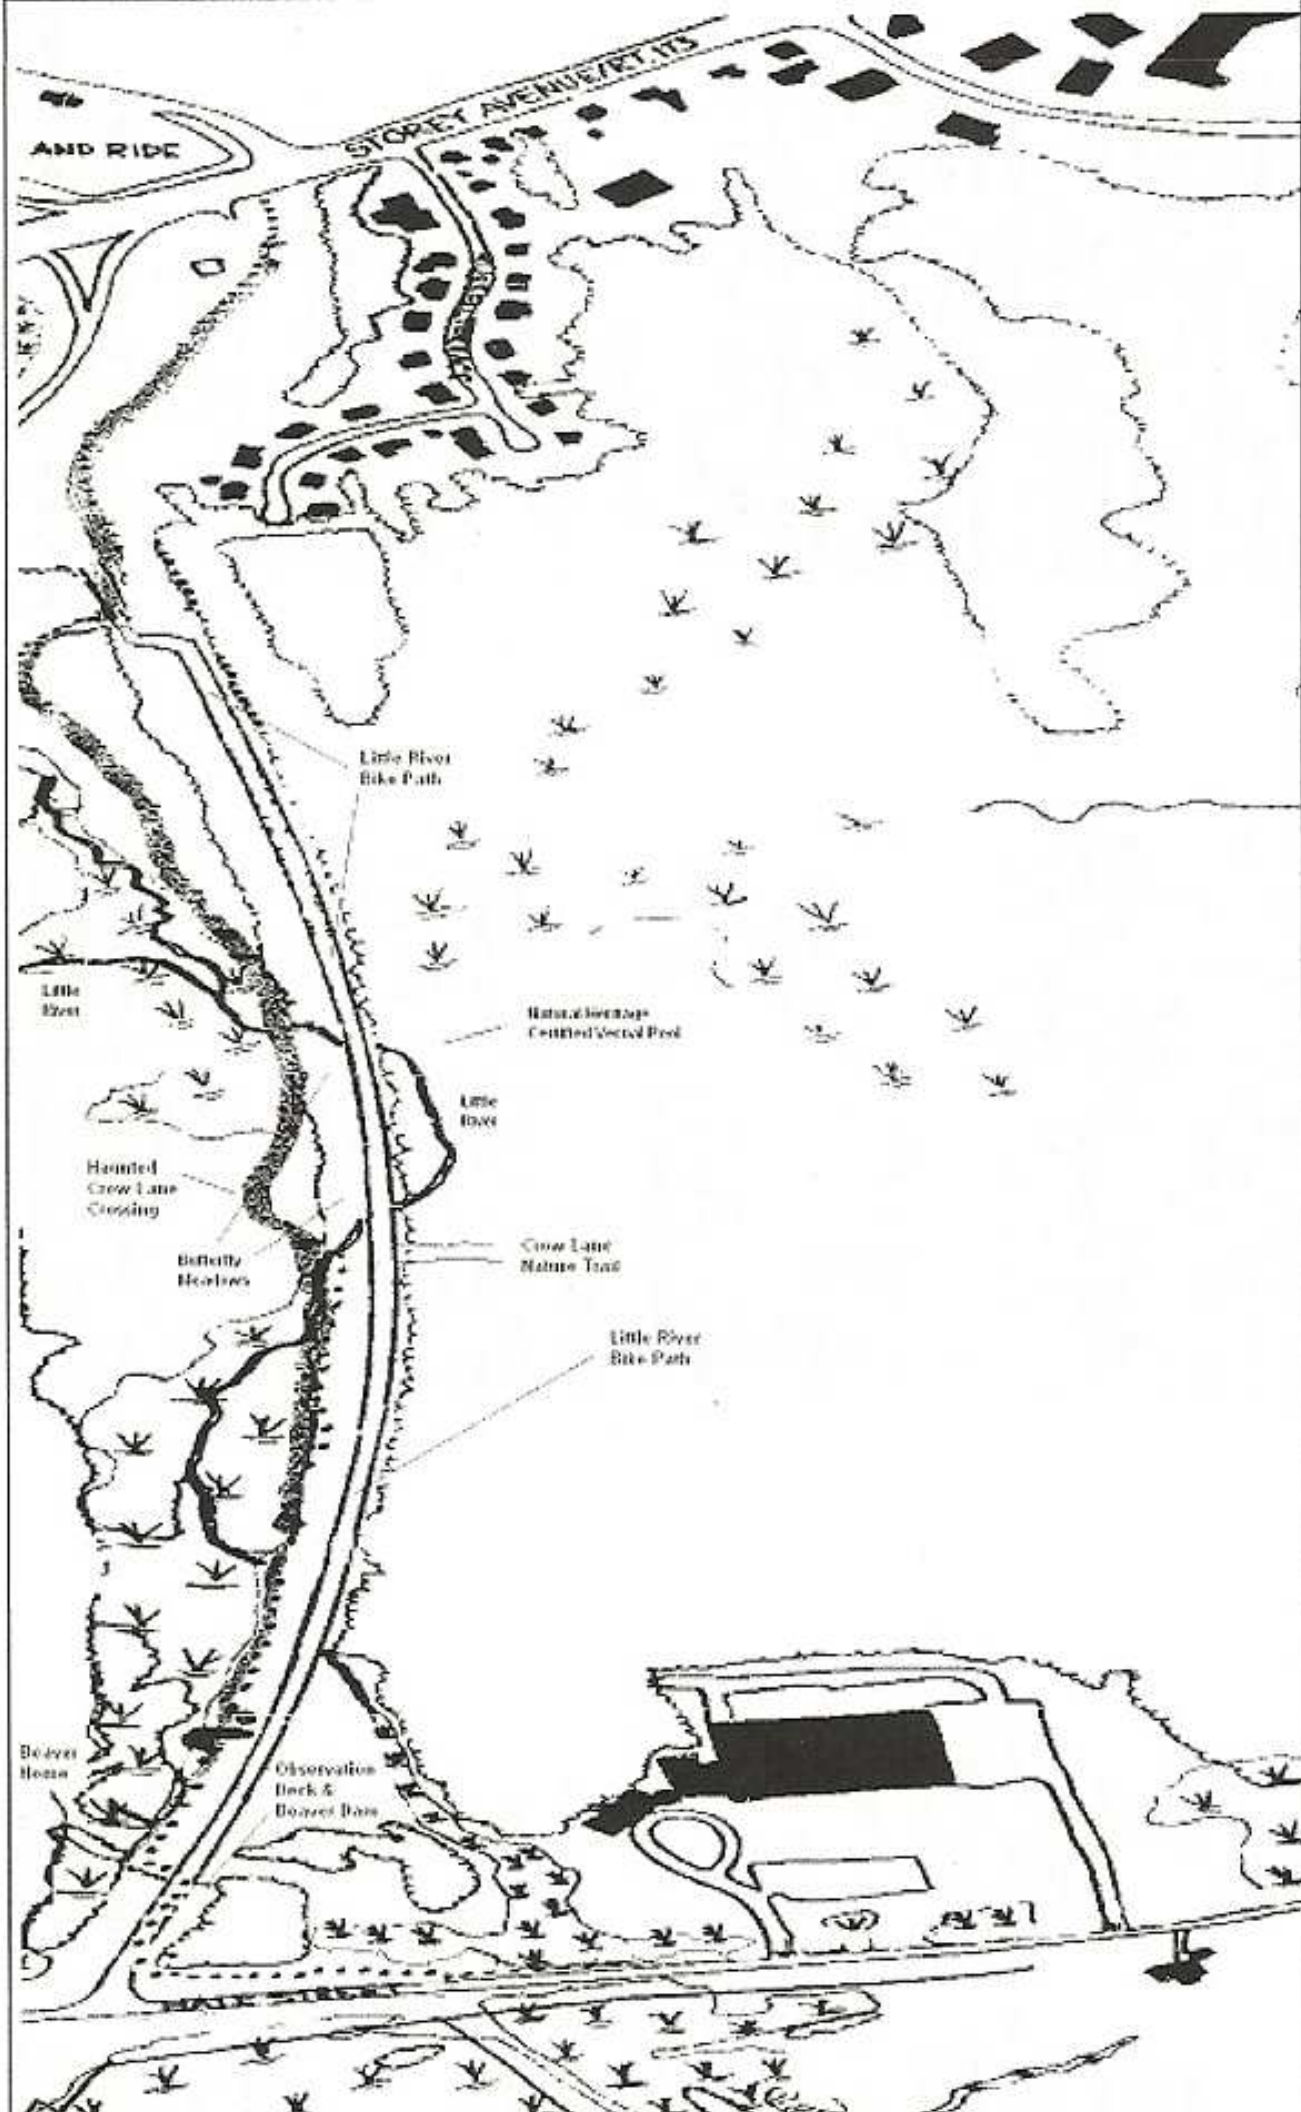 STOREY AVENUE/RT. 113
AND RIDE
Little River
Bike Path
Little
River
Natural Heritage
Certified Vernal Pool
Little
River
Haunted
Crow Lane
Crossing
Butterfly
Meadows
Crow Lane
Nature Trail
Little River
Bike Path
Beaver
Home
Observation
Deck &
Beaver Dam
HALE STREET